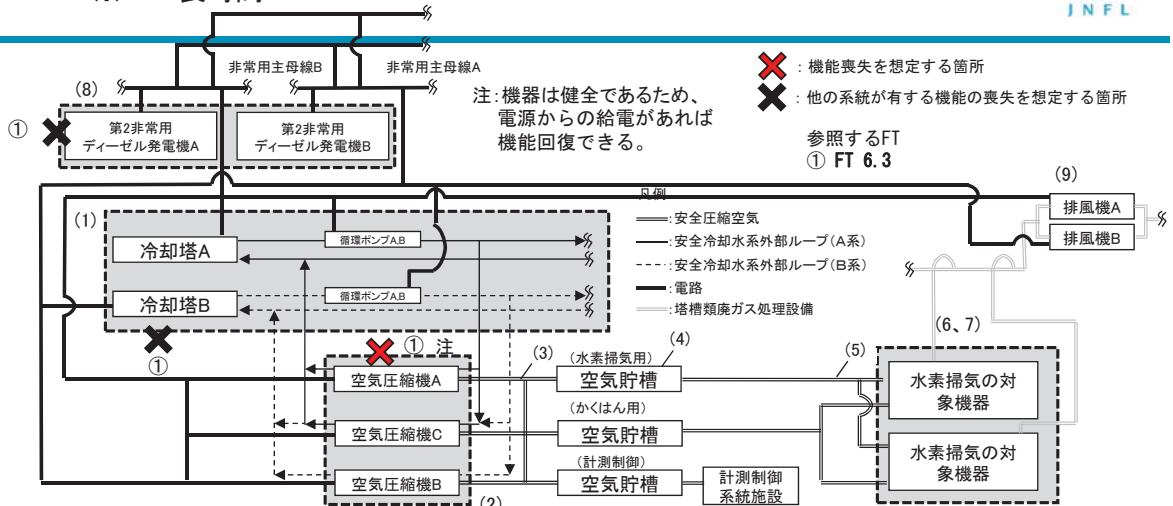 J N F L
非常用主母線B
非常用主母線A
(8)
①
第2非常用
ディーゼル発電機A
第2非常用
ディーゼル発電機B
注:機器は健全であるため、
電源からの給電があれば
機能回復できる。
:機能喪失を想定する箇所
:他の系統が有する機能の喪失を想定する箇所
参照するFT
① FT 6.3
(9)
排風機A
排風機B
凡例
:安全圧縮空気
:安全冷却水系外部ループ(A系)
:安全冷却水系外部ループ(B系)
:電路
:塔槽類廃ガス処理設備
(1)
冷却塔A
循環ポンプA,B
冷却塔B
循環ポンプA,B
①
① 注
空気圧縮機A
空気圧縮機C
空気圧縮機B
(2)
(3)
(水素掃気用)
(4)
空気貯槽
(かくはん用)
空気貯槽
(計測制御)
空気貯槽
計測制御
系統施設
(5)
(6、7)
水素掃気の対
象機器
水素掃気の対
象機器